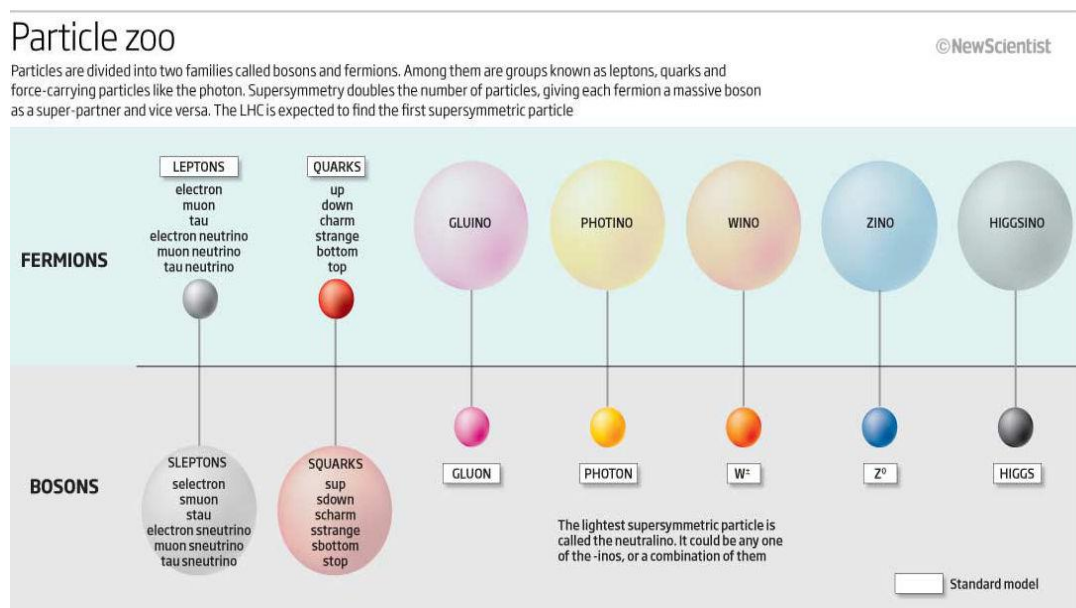 Particle zoo
©NewScientist
Particles are divided into two families called bosons and fermions. Among them are groups known as leptons, quarks and
force-carrying particles like the photon. Supersymmetry doubles the number of particles, giving each fermion a massive boson
as a super-partner and vice versa. The LHC is expected to find the first supersymmetric particle
FERMIONS
LEPTONS
electron
muon
tau
electron neutrino
muon neutrino
tau neutrino
QUARKS
up
down
charm
strange
bottom
top
GLUINO
PHOTINO
WINO
ZINO
HIGGSINO
BOSONS
SLEPTONS
selectron
smuon
stau
electron sneutrino
muon sneutrino
tau sneutrino
SQUARKS
sup
sdown
scharm
sstrange
sbottom
stop
GLUON
PHOTON
W±
Z⁰
HIGGS
The lightest supersymmetric particle is
called the neutralino. It could be any one
of the -inos, or a combination of them
Standard model